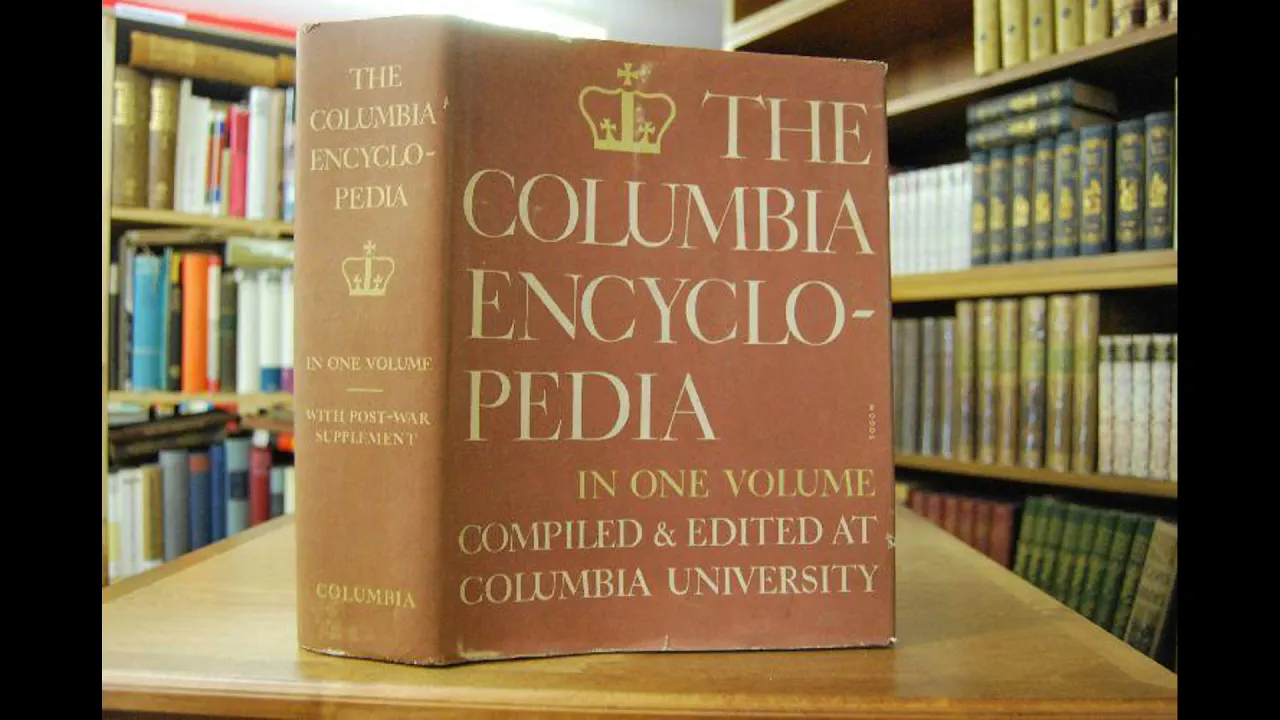 THE
COLUMBIA
ENCYCLO-
PEDIA
IN ONE VOLUME
WITH POST-WAR
SUPPLEMENT
COLUMBIA
THE
COLUMBIA
ENCYCLO-
PEDIA
IN ONE VOLUME
COMPILED & EDITED AT
COLUMBIA UNIVERSITY